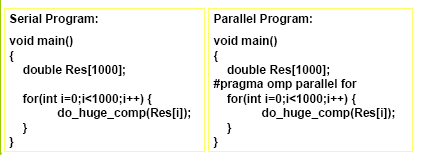 Serial Program:
void main()
{
double Res[1000];
for(int i=0;i<1000;i++) {
do_huge_comp(Res[i]);
}
}
Parallel Program:
void main()
{
double Res[1000];
#pragma omp parallel for
for(int i=0;i<1000;i++) {
do_huge_comp(Res[i]);
}
}